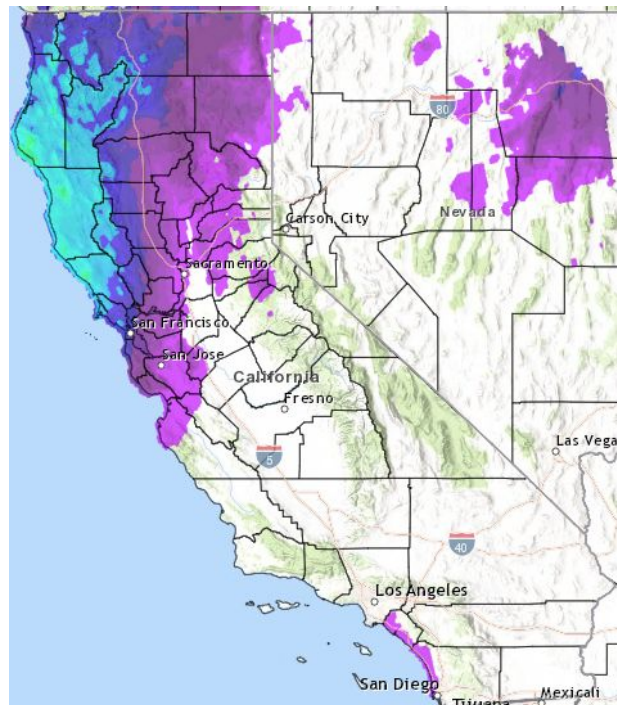 80
Nevada
Carson City
Sacramento
San Francisco
San Jose
California
Fresno
Las Vega
5
40
Los Angeles
San Diego
Tijuana
Mexicali